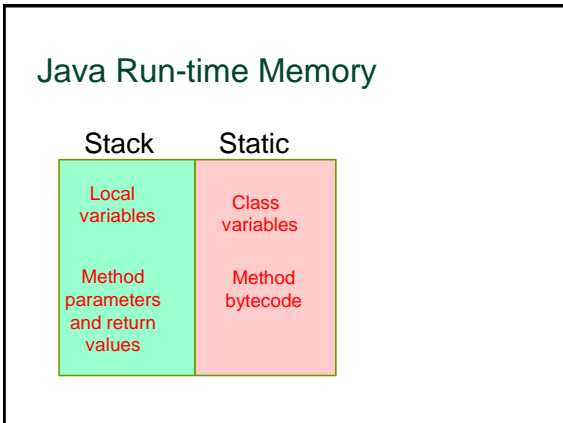 Java Run-time Memory
Stack
Static
Local
variables
Method
parameters
and return
values
Class
variables
Method
bytecode